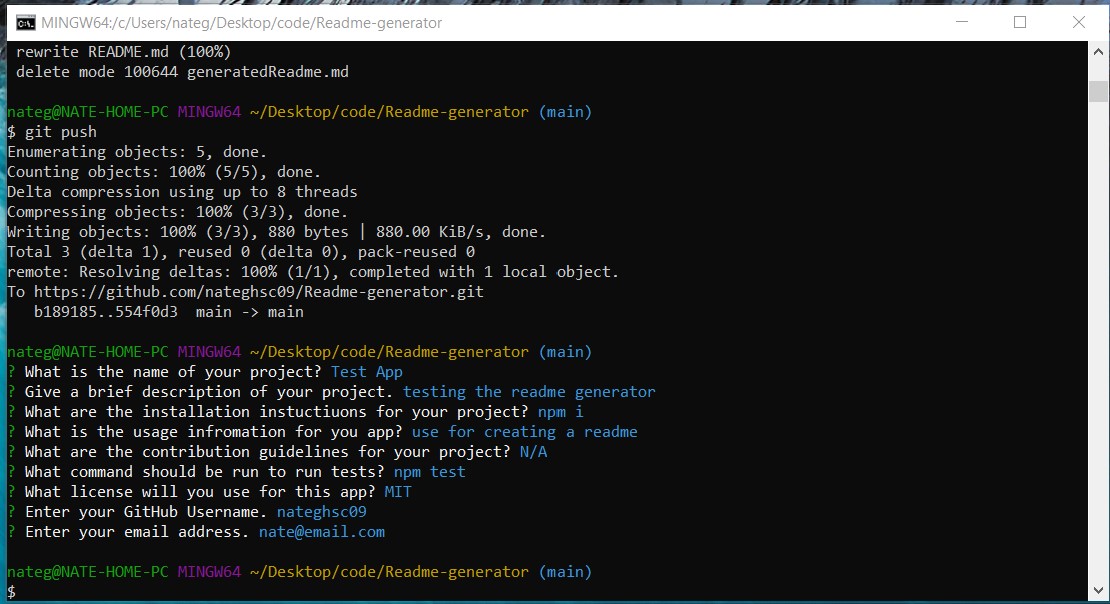 MINGW64:/c/Users/nateg/Desktop/code/Readme-generator
rewrite README.md (100%)
delete mode 100644 generatedReadme.md
nateg@NATE-HOME-PC MINGW64 ~/Desktop/code/Readme-generator (main)
$ git push
Enumerating objects: 5, done.
Counting objects: 100% (5/5), done.
Delta compression using up to 8 threads
Compressing objects: 100% (3/3), done.
Writing objects: 100% (3/3), 880 bytes | 880.00 KiB/s, done.
Total 3 (delta 1), reused 0 (delta 0), pack-reused 0
remote: Resolving deltas: 100% (1/1), completed with 1 local object.
To https://github.com/nateghsc09/Readme-generator.git
b189185..554f0d3  main -> main
nateg@NATE-HOME-PC MINGW64 ~/Desktop/code/Readme-generator (main)
? What is the name of your project? Test App
? Give a brief description of your project. testing the readme generator
? What are the installation instuctiuons for your project? npm i
? What is the usage infromation for you app? use for creating a readme
? What are the contribution guidelines for your project? N/A
? What command should be run to run tests? npm test
? What license will you use for this app? MIT
? Enter your GitHub Username. nateghsc09
? Enter your email address. nate@email.com
nateg@NATE-HOME-PC MINGW64 ~/Desktop/code/Readme-generator (main)
$